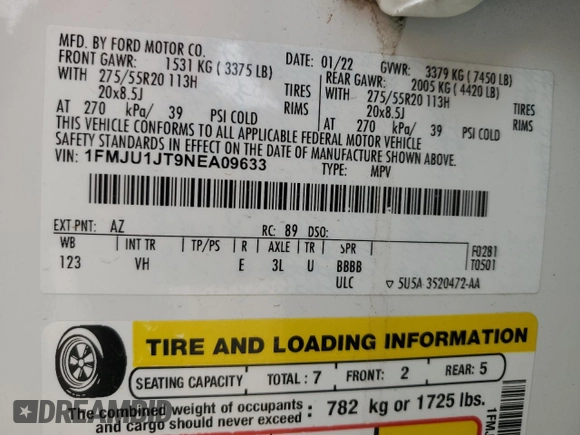 MFD. BY FORD MOTOR CO.
01/22 GVWR: 3379 KG (7450 LB)
FRONT GAWR: 1531 KG (3375 LB) REAR GAWR: 2005 KG (4420 LB)
WITH 275/55R20 113H TIRES WITH 275/55R20 113H TIRES
20x8.5J RIMS 20x8.5J RIMS
AT 270 kPa/ 39 PSI COLD AT 270 kPa/ 39 PSI COLD
THIS VEHICLE CONFORMS TO ALL APPLICABLE FEDERAL MOTOR VEHICLE
SAFETY STANDARDS IN EFFECT ON THE DATE OF MANUFACTURE SHOWN ABOVE.
VIN: 1FMJU1JT9NEA09633 TYPE: MPV
EXT PNT: AZ RC: 89 DSO:
WB INT TR TP/PS R AXLE TR SPR F0281
123 VH E 3L U BBBB T0501
ULC ▽ 5U5A 3520472-AA
TIRE AND LOADING INFORMATION
SEATING CAPACITY TOTAL: 7 FRONT: 2 REAR: 5
The combined weight of occupants and cargo should never exceed : 782 kg or 1725 lbs.
1FM
DREAMBID